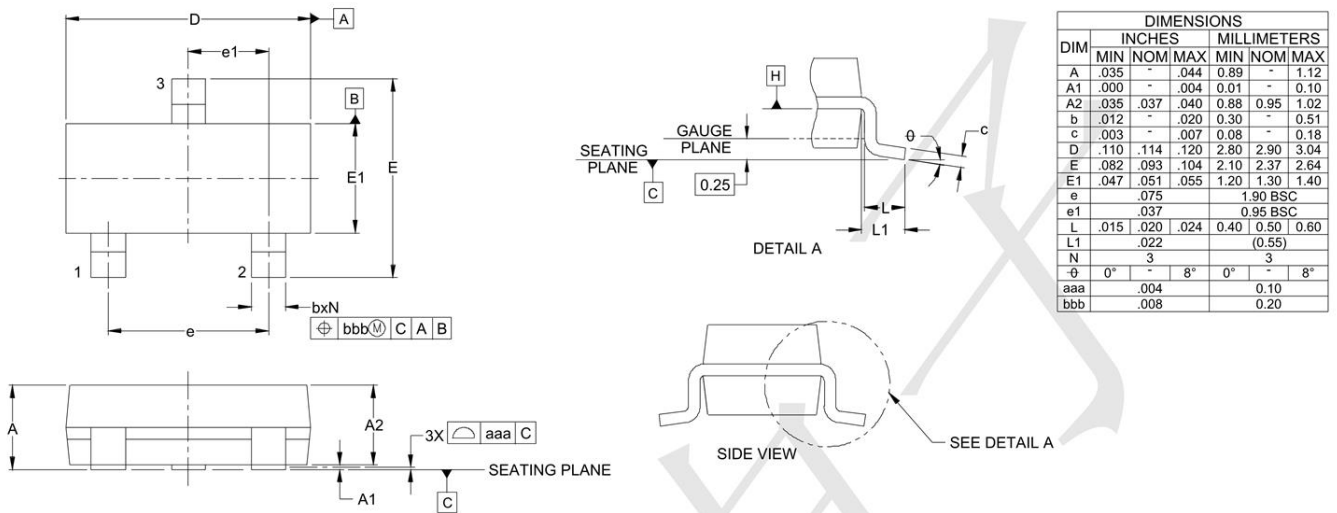 D
A
e1
3
B
E1
E
1
2
bxN
e
⌖ bbbⓂ C A B
A
A2
3X ⌓ aaa C
SEATING PLANE
A1
C
H
GAUGE
PLANE
SEATING
PLANE
C
0.25
θ
c
L
L1
DETAIL A
SIDE VIEW
SEE DETAIL A
DIMENSIONS
DIM INCHES MILLIMETERS
MIN NOM MAX MIN NOM MAX
A .035 - .044 0.89 - 1.12
A1 .000 - .004 0.01 - 0.10
A2 .035 .037 .040 0.88 0.95 1.02
b .012 - .020 0.30 - 0.51
c .003 - .007 0.08 - 0.18
D .110 .114 .120 2.80 2.90 3.04
E .082 .093 .104 2.10 2.37 2.64
E1 .047 .051 .055 1.20 1.30 1.40
e .075 1.90 BSC
e1 .037 0.95 BSC
L .015 .020 .024 0.40 0.50 0.60
L1 .022 (0.55)
N 3 3
θ 0° - 8° 0° - 8°
aaa .004 0.10
bbb .008 0.20